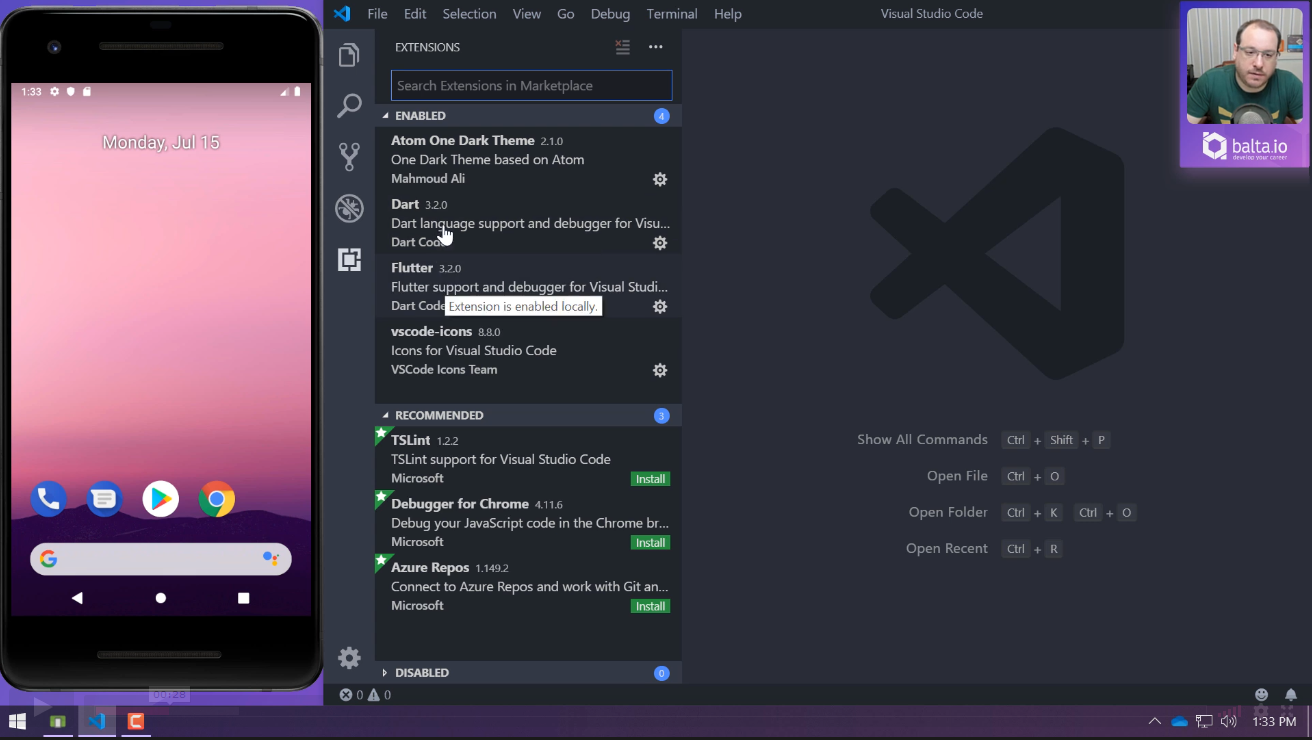 File Edit Selection View Go Debug Terminal Help
Visual Studio Code
1:33
Monday, Jul 15
EXTENSIONS
Search Extensions in Marketplace
ENABLED 4
Atom One Dark Theme 2.1.0
One Dark Theme based on Atom
Mahmoud Ali
Dart 3.2.0
Dart language support and debugger for Visu...
Dart Code
Flutter 3.2.0
Flutter support and debugger for Visual Studi...
Dart Code
Extension is enabled locally.
vscode-icons 8.8.0
Icons for Visual Studio Code
VSCode Icons Team
RECOMMENDED 3
TSLint 1.2.2
TSLint support for Visual Studio Code
Microsoft Install
Debugger for Chrome 4.11.6
Debug your JavaScript code in the Chrome br...
Microsoft Install
Azure Repos 1.149.2
Connect to Azure Repos and work with Git an...
Microsoft Install
DISABLED 0
Show All Commands Ctrl + Shift + P
Open File Ctrl + O
Open Folder Ctrl + K Ctrl + O
Open Recent Ctrl + R
balta.io
develop your career
00:28
0 0
1:33 PM